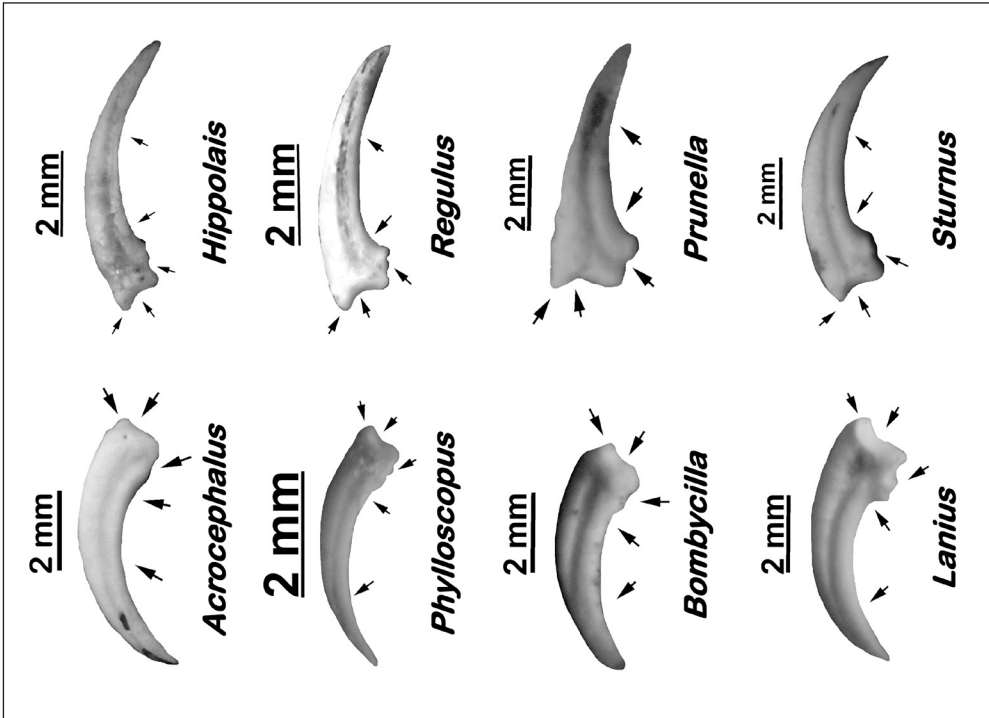 2 mm
Hippolais
2 mm
Regulus
2 mm
Prunella
2 mm
Sturnus
2 mm
Acrocephalus
2 mm
Phylloscopus
2 mm
Bombycilla
2 mm
Lanius